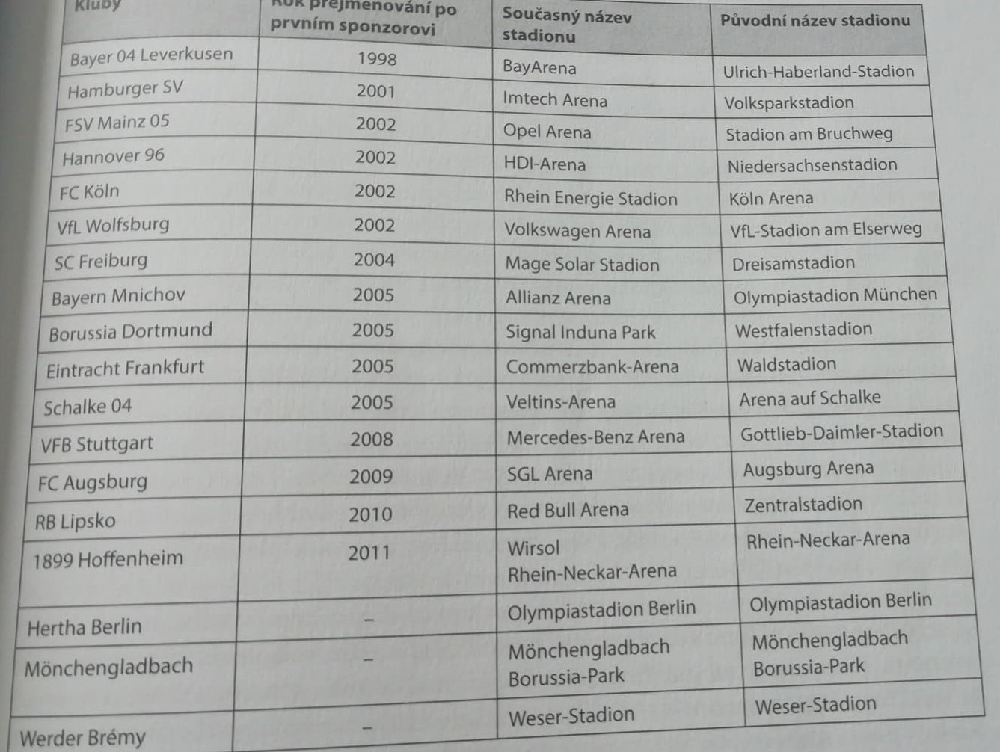 Kluby
Rok přejmenování po
prvním sponzorovi
Současný název
stadionu
Původní název stadionu
Bayer 04 Leverkusen 1998 BayArena Ulrich-Haberland-Stadion
Hamburger SV 2001 Imtech Arena Volksparkstadion
FSV Mainz 05 2002 Opel Arena Stadion am Bruchweg
Hannover 96 2002 HDI-Arena Niedersachsenstadion
FC Köln 2002 Rhein Energie Stadion Köln Arena
VfL Wolfsburg 2002 Volkswagen Arena VfL-Stadion am Elserweg
SC Freiburg 2004 Mage Solar Stadion Dreisamstadion
Bayern Mnichov 2005 Allianz Arena Olympiastadion München
Borussia Dortmund 2005 Signal Induna Park Westfalenstadion
Eintracht Frankfurt 2005 Commerzbank-Arena Waldstadion
Schalke 04 2005 Veltins-Arena Arena auf Schalke
VFB Stuttgart 2008 Mercedes-Benz Arena Gottlieb-Daimler-Stadion
FC Augsburg 2009 SGL Arena Augsburg Arena
RB Lipsko 2010 Red Bull Arena Zentralstadion
1899 Hoffenheim 2011 Wirsol Rhein-Neckar-Arena
Rhein-Neckar-Arena
Hertha Berlin – Olympiastadion Berlin Olympiastadion Berlin
Mönchengladbach – Mönchengladbach Mönchengladbach
Borussia-Park Borussia-Park
Werder Brémy – Weser-Stadion Weser-Stadion